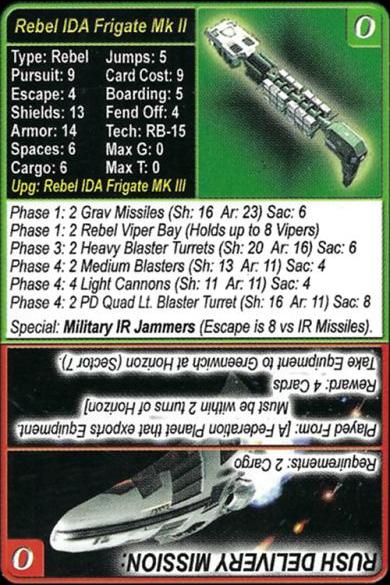 Rebel IDA Frigate Mk II
0
Type: Rebel Jumps: 5
Pursuit: 9 Card Cost: 9
Escape: 4 Boarding: 5
Shields: 13 Fend Off: 4
Armor: 14 Tech: RB-15
Spaces: 6 Max G: 0
Cargo: 6 Max T: 0
Upg: Rebel IDA Frigate MK III
Phase 1: 2 Grav Missiles (Sh: 16 Ar: 23) Sac: 6
Phase 1: 2 Rebel Viper Bay (Holds up to 8 Vipers)
Phase 3: 2 Heavy Blaster Turrets (Sh: 20 Ar: 16) Sac: 6
Phase 4: 2 Medium Blasters (Sh: 13 Ar: 11) Sac: 4
Phase 4: 4 Light Cannons (Sh: 11 Ar: 11) Sac: 4
Phase 4: 2 PD Quad Lt. Blaster Turret (Sh: 16 Ar: 11) Sac: 8
Special: Military IR Jammers (Escape is 8 vs IR Missiles).
RUSH DELIVERY MISSION:
0
Requirements: 2 Cargo
Played From: [A Federation Planet that exports Equipment.
Must be within 2 turns of Horizon]
Reward: 4 Cards
Take Equipment to Greenwich at Horizon (Sector 7).